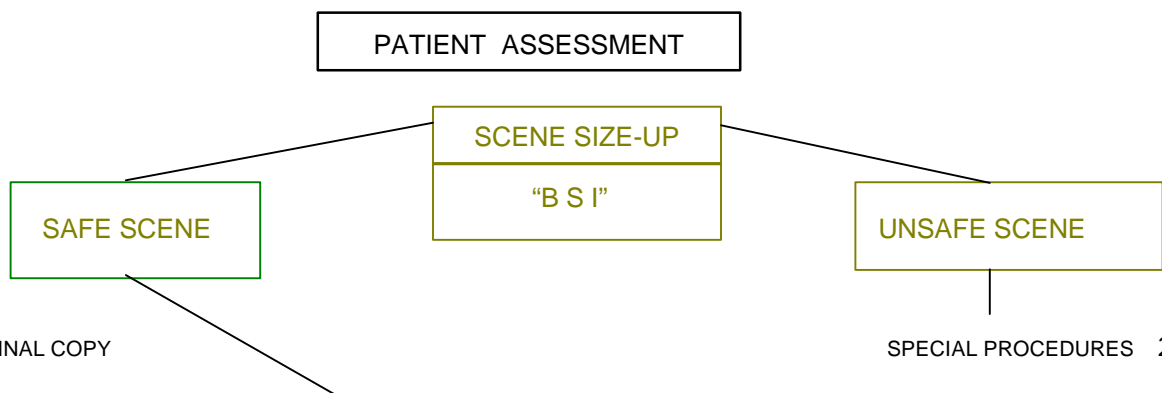 PATIENT ASSESSMENT
SCENE SIZE-UP
“B S I”
SAFE SCENE
UNSAFE SCENE
COPY
SPECIAL PROCEDURES